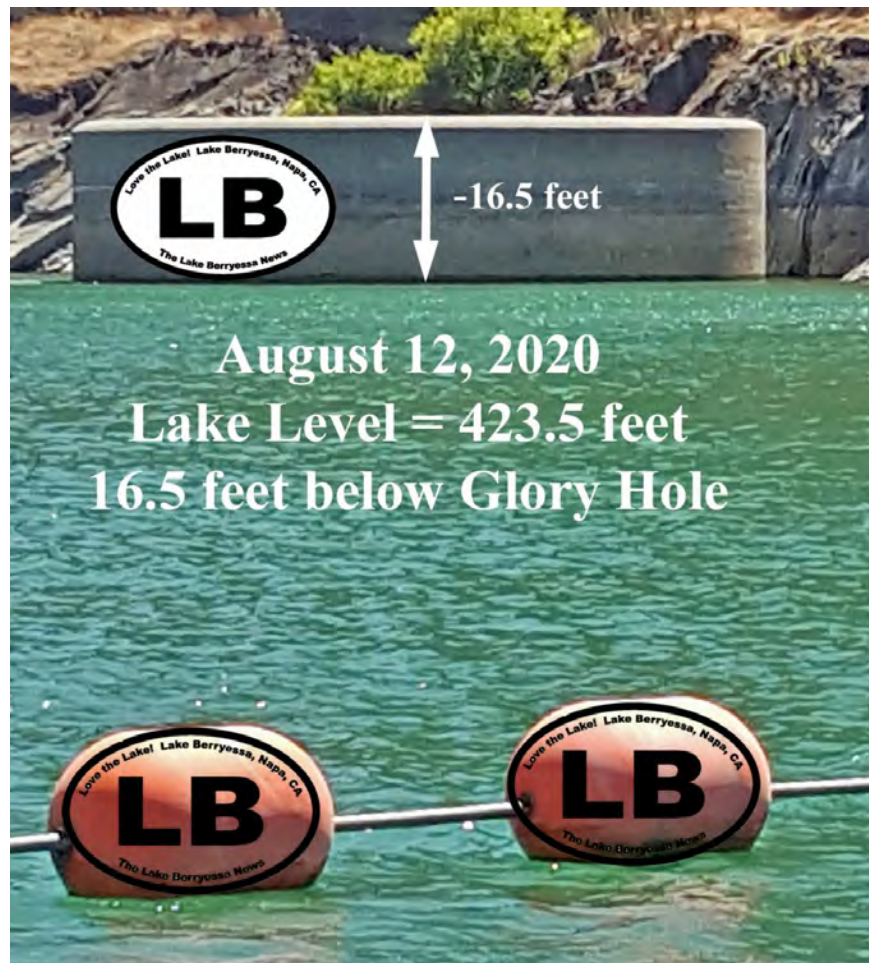 Love the Lake! Lake Berryessa, Napa, CA
LB
The Lake Berryessa News
-16.5 feet
August 12, 2020
Lake Level = 423.5 feet
16.5 feet below Glory Hole
Love the Lake! Lake Berryessa, Napa, CA
LB
The Lake Berryessa News
Love the Lake! Lake Berryessa, Napa, CA
LB
The Lake Berryessa News